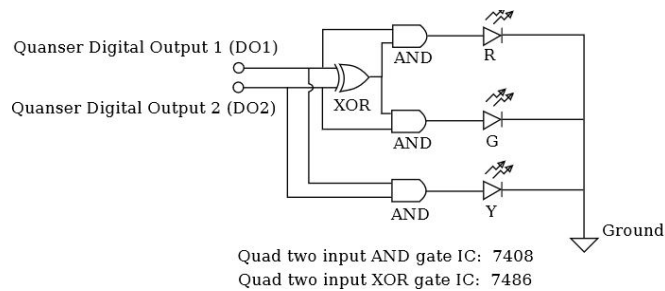 Quanser Digital Output 1 (DO1)
Quanser Digital Output 2 (DO2)
XOR
AND
R
AND
G
AND
Y
Ground
Quad two input AND gate IC: 7408
Quad two input XOR gate IC: 7486